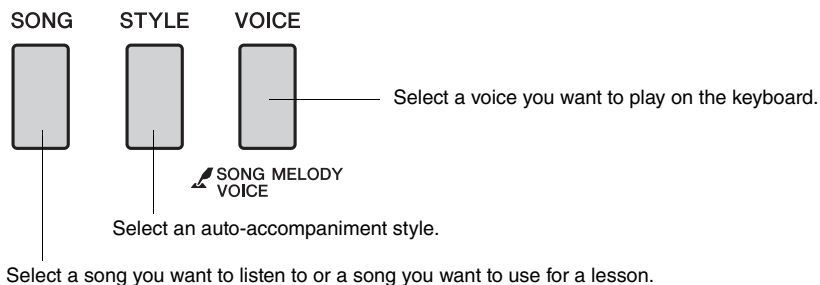 SONG STYLE VOICE
Select a voice you want to play on the keyboard.
SONG MELODY
VOICE
Select an auto-accompaniment style.
Select a song you want to listen to or a song you want to use for a lesson.